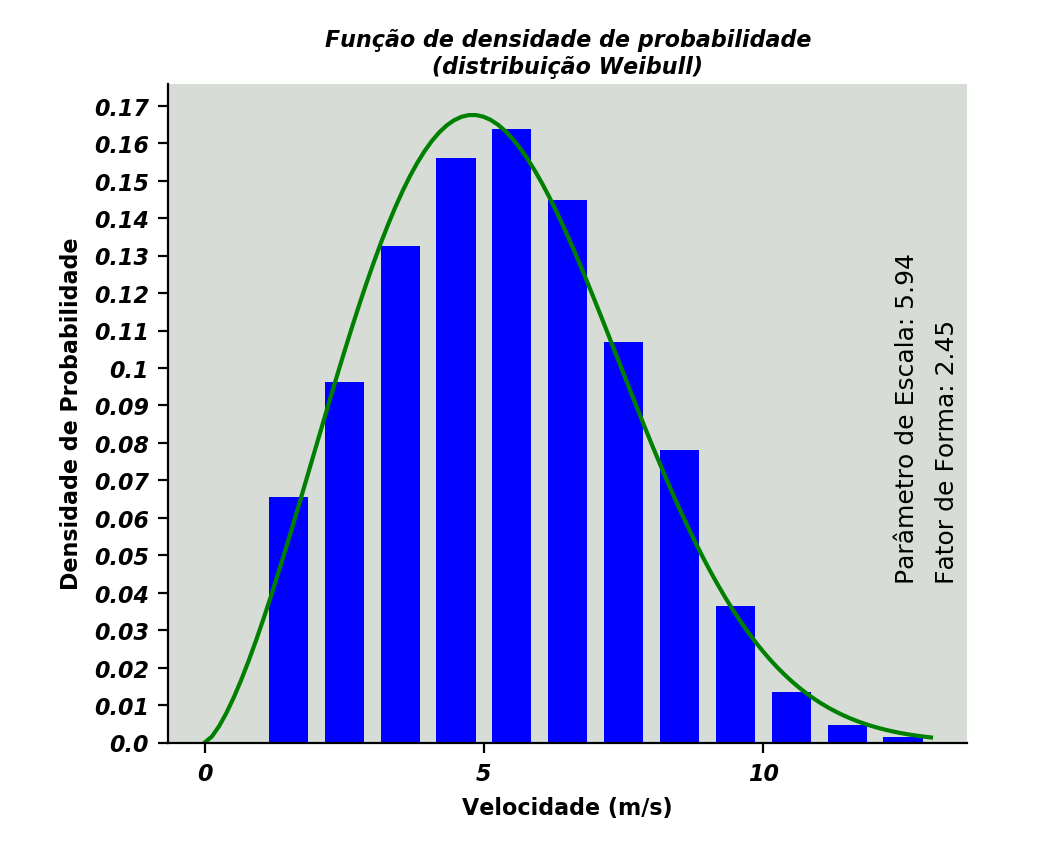 Função de densidade de probabilidade
(distribuição Weibull)
Densidade de Probabilidade
0.17
0.16
0.15
0.14
0.13
0.12
0.11
0.1
0.09
0.08
0.07
0.06
0.05
0.04
0.03
0.02
0.01
0.0
Parâmetro de Escala: 5.94
Fator de Forma: 2.45
0 5 10
Velocidade (m/s)